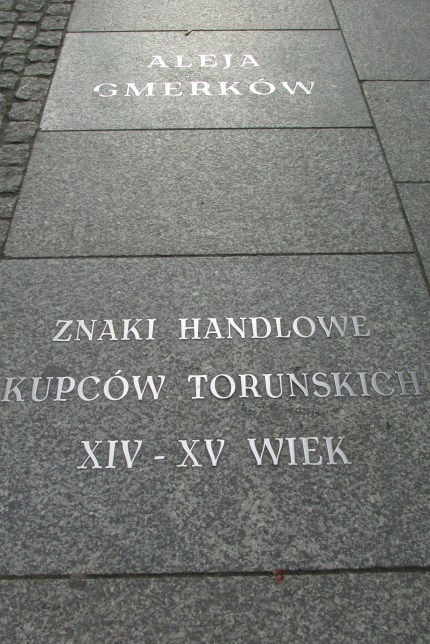 ALEJA
GMERKÓW
ZNAKI HANDLOWE
KUPCÓW TORUNSKICH
XIV - XV WIEK